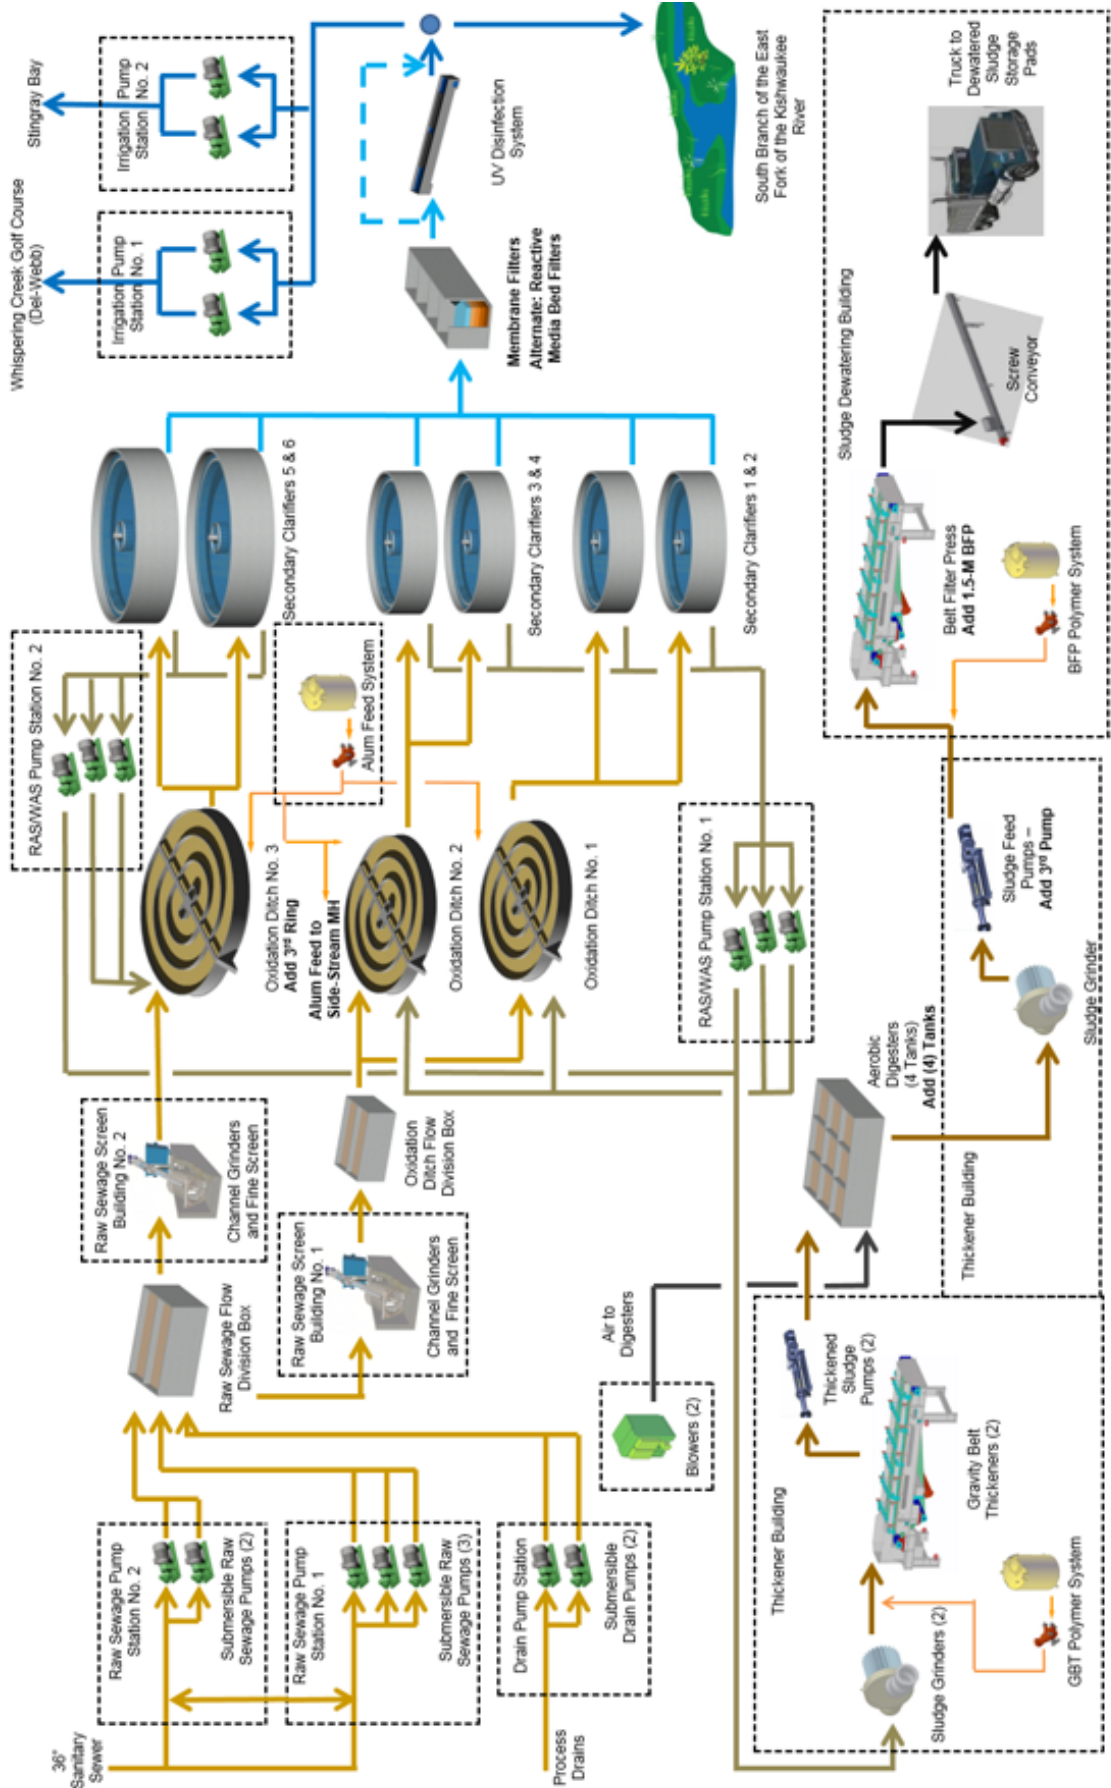 36"
Sanitary
Sewer
Raw Sewage Pump
Station No. 2
Submersible Raw
Sewage Pumps (2)
Raw Sewage Pump
Station No. 1
Submersible Raw
Sewage Pumps (3)
Process
Drains
Drain Pump Station
Submersible
Drain Pumps (2)
Raw Sewage Flow
Division Box
Raw Sewage Screen
Building No. 2
Channel Grinders
and Fine Screen
Raw Sewage Screen
Building No. 1
Channel Grinders
and Fine Screen
Oxidation
Ditch Flow
Division Box
RAS/WAS Pump Station No. 2
Oxidation Ditch No. 3
Add 3rd Ring
Alum Feed to
Side-Stream MH
Oxidation Ditch No. 2
Oxidation Ditch No. 1
Alum Feed System
RAS/WAS Pump Station No. 1
Secondary Clarifiers 5 & 6
Secondary Clarifiers 3 & 4
Secondary Clarifiers 1 & 2
Membrane Filters
Alternate: Reactive
Media Bed Filters
UV Disinfection
System
Whispering Creek Golf Course
(Del-Webb)
Irrigation Pump
Station No. 1
Stingray Bay
Irrigation Pump
Station No. 2
South Branch of the East
Fork of the Kishwaukee
River
Blowers (2)
Air to
Digesters
Thickener Building
Sludge Grinders (2)
GBT Polymer System
Gravity Belt
Thickeners (2)
Thickened
Sludge
Pumps (2)
Aerobic
Digesters
(4 Tanks)
Add (4) Tanks
Thickener Building
Sludge Grinder
Sludge Feed
Pumps –
Add 3rd Pump
Sludge Dewatering Building
Belt Filter Press
Add 1.5-M BFP
BFP Polymer System
Screw
Conveyor
Truck to
Dewatered
Sludge
Storage
Pads